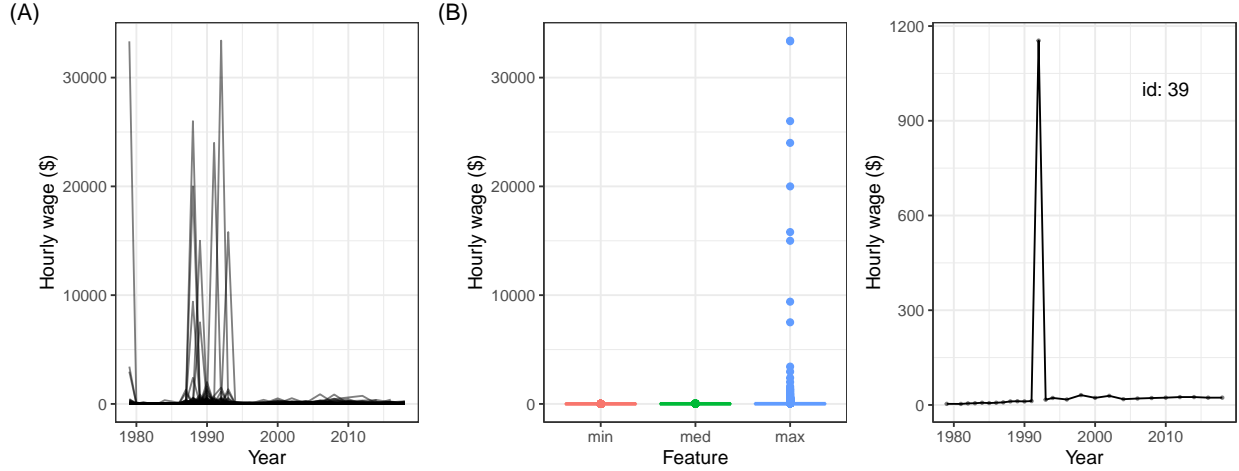 (A)
Hourly wage ($)
30000
20000
10000
0
1980 1990 2000 2010
Year
(B)
Hourly wage ($)
30000
20000
10000
0
min med max
Feature
Hourly wage ($)
1200
900
600
300
0
id: 39
1980 1990 2000 2010
Year